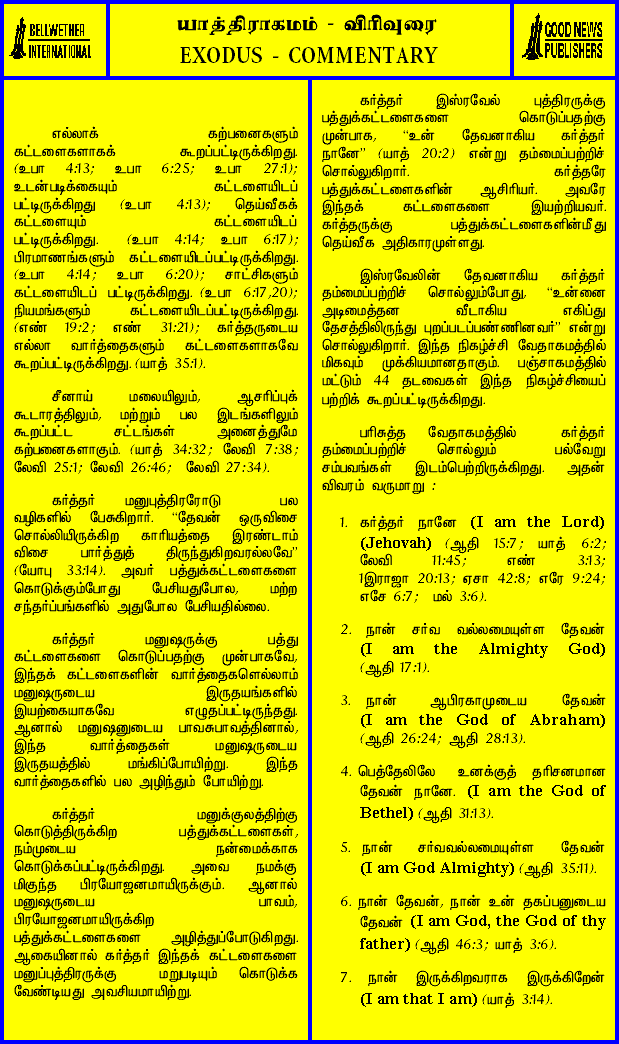 BELLWETHER
INTERNATIONAL
யாத்திராகமம் - விரிவுரை
EXODUS - COMMENTARY
GOOD NEWS
PUBLISHERS
எல்லாக் கற்பனைகளும்
கட்டளைகளாகக் கூறப்பட்டிருக்கிறது.
(உபா 4:13; உபா 6:25; உபா 27:1);
உடன்படிக்கையும் கட்டளையிடப்
பட்டிருக்கிறது (உபா 4:13); தெய்வீகக்
கட்டளையும் கட்டளையிடப்
பட்டிருக்கிறது. (உபா 4:14; உபா 6:17);
பிரமாணங்களும் கட்டளையிடப்பட்டிருக்கிறது.
(உபா 4:14; உபா 6:20); சாட்சிகளும்
கட்டளையிடப் பட்டிருக்கிறது. (உபா 6:17,20);
நியமங்களும் கட்டளையிடப்பட்டிருக்கிறது.
(எண் 19:2; எண் 31:21); கர்த்தருடைய
எல்லா வார்த்தைகளும் கட்டளைகளாகவே
கூறப்பட்டிருக்கிறது. (யாத் 35:1).
சீனாய் மலையிலும், ஆசரிப்புக்
கூடாரத்திலும், மற்றும் பல இடங்களிலும்
கூறப்பட்ட சட்டங்கள் அனைத்துமே
கற்பனைகளாகும். (யாத் 34:32; லேவி 7:38;
லேவி 25:1; லேவி 26:46; லேவி 27:34).
கர்த்தர் மனுபுத்திரரோடு பல
வழிகளில் பேசுகிறார். “தேவன் ஒருவிசை
சொல்லியிருக்கிற காரியத்தை இரண்டாம்
விசை பார்த்துத் திருந்துகிறவரல்லவே”
(யோபு 33:14). அவர் பத்துக்கட்டளைகளை
கொடுக்கும்போது பேசியதுபோல, மற்ற
சந்தர்ப்பங்களில் அதுபோல பேசியதில்லை.
கர்த்தர் மனுஷருக்கு பத்து
கட்டளைகளை கொடுப்பதற்கு முன்பாகவே,
இந்தக் கட்டளைகளின் வார்த்தைகளெல்லாம்
மனுஷருடைய இருதயங்களில்
இயற்கையாகவே எழுதப்பட்டிருந்தது.
ஆனால் மனுஷனுடைய பாவசுபாவத்தினால்,
இந்த வார்த்தைகள் மனுஷருடைய
இருதயத்தில் மங்கிப்போயிற்று. இந்த
வார்த்தைகளில் பல அழிந்தும் போயிற்று.
கர்த்தர் மனுக்குலத்திற்கு
கொடுத்திருக்கிற பத்துக்கட்டளைகள்,
நம்முடைய நன்மைக்காக
கொடுக்கப்பட்டிருக்கிறது. அவை நமக்கு
மிகுந்த பிரயோஜனமாயிருக்கும். ஆனால்
மனுஷருடைய பாவம்,
பிரயோஜனமாயிருக்கிற
பத்துக்கட்டளைகளை அழித்துப்போடுகிறது.
ஆகையினால் கர்த்தர் இந்தக் கட்டளைகளை
மனுப்புத்திரருக்கு மறுபடியும் கொடுக்க
வேண்டியது அவசியமாயிற்று.
கர்த்தர் இஸ்ரவேல் புத்திரருக்கு
பத்துக்கட்டளைகளை கொடுப்பதற்கு
முன்பாக, “உன் தேவனாகிய கர்த்தர்
நானே” (யாத் 20:2) என்று தம்மைப்பற்றிச்
சொல்லுகிறார். கர்த்தரே
பத்துக்கட்டளைகளின் ஆசிரியர். அவரே
இந்தக் கட்டளைகளை இயற்றியவர்.
கர்த்தருக்கு பத்துக்கட்டளைகளின்மீது
தெய்வீக அதிகாரமுள்ளது.
இஸ்ரவேலின் தேவனாகிய கர்த்தர்
தம்மைப்பற்றிச் சொல்லும்போது, “உன்னை
அடிமைத்தன வீடாகிய எகிப்து
தேசத்திலிருந்து புறப்படப்பண்ணினவர்” என்று
சொல்லுகிறார். இந்த நிகழ்ச்சி வேதாகமத்தில்
மிகவும் முக்கியமானதாகும். பஞ்சாகமத்தில்
மட்டும் 44 தடவைகள் இந்த நிகழ்ச்சியைப்
பற்றிக் கூறப்பட்டிருக்கிறது.
பரிசுத்த வேதாகமத்தில் கர்த்தர்
தம்மைப்பற்றிச் சொல்லும் பல்வேறு
சம்பவங்கள் இடம்பெற்றிருக்கிறது. அதன்
விவரம் வருமாறு :
1. கர்த்தர் நானே (I am the Lord)
(Jehovah) (ஆதி 15:7; யாத் 6:2;
லேவி 11:45; எண் 3:13;
1இராஜா 20:13; ஏசா 42:8; எரே 9:24;
எசே 6:7; மல் 3:6).
2. நான் சர்வ வல்லமையுள்ள தேவன்
(I am the Almighty God)
(ஆதி 17:1).
3. நான் ஆபிரகாமுடைய தேவன்
(I am the God of Abraham)
(ஆதி 26:24; ஆதி 28:13).
4. பெத்தேலிலே உனக்குத் தரிசனமான
தேவன் நானே. (I am the God of
Bethel) (ஆதி 31:13).
5. நான் சர்வவல்லமையுள்ள தேவன்
(I am God Almighty) (ஆதி 35:11).
6. நான் தேவன், நான் உன் தகப்பனுடைய
தேவன் (I am God, the God of thy
father) (ஆதி 46:3; யாத் 3:6).
7. நான் இருக்கிறவராக இருக்கிறேன்
(I am that I am) (யாத் 3:14).